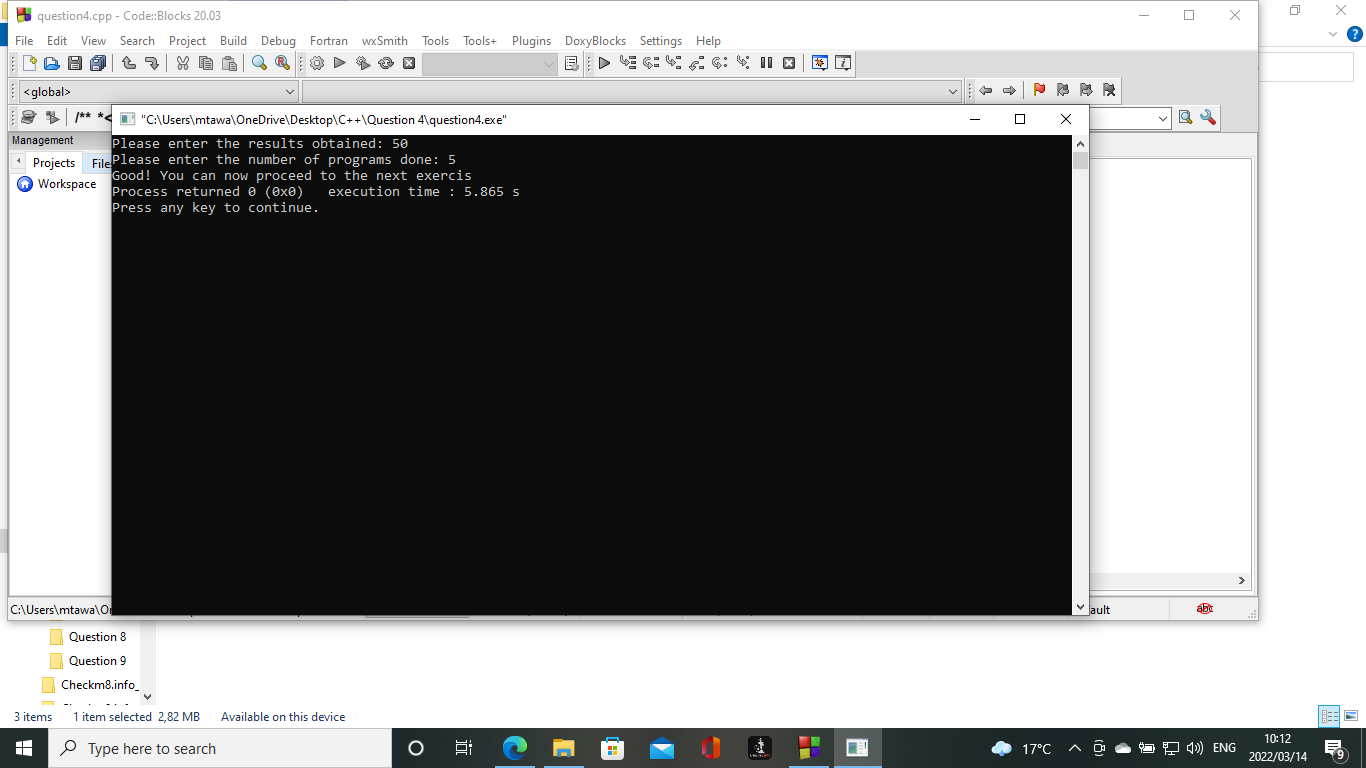 question4.cpp - Code::Blocks 20.03
File Edit View Search Project Build Debug Fortran wxSmith Tools Tools+ Plugins DoxyBlocks Settings Help
<global>
/** *<
"C:\Users\mtawa\OneDrive\Desktop\C++\Question 4\question4.exe"
Management
Projects File
Workspace
Please enter the results obtained: 50
Please enter the number of programs done: 5
Good! You can now proceed to the next exercis
Process returned 0 (0x0)   execution time : 5.865 s
Press any key to continue.
C:\Users\mtawa\On ault abc
Question 8
Question 9
Checkm8.info_
3 items 1 item selected 2,82 MB Available on this device
Type here to search
17°C ENG 10:12
2022/03/14 9